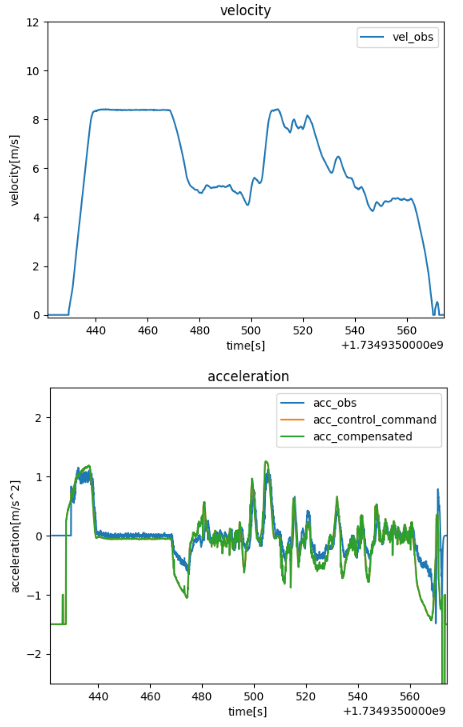 velocity
vel_obs
12
10
8
6
4
2
0
velocity[m/s]
440
460
480
500
520
540
560
time[s]
+1.7349350000e9
acceleration
acc_obs
acc_control_command
acc_compensated
2
1
0
−1
−2
acceleration[m/s^2]
440
460
480
500
520
540
560
time[s]
+1.7349350000e9